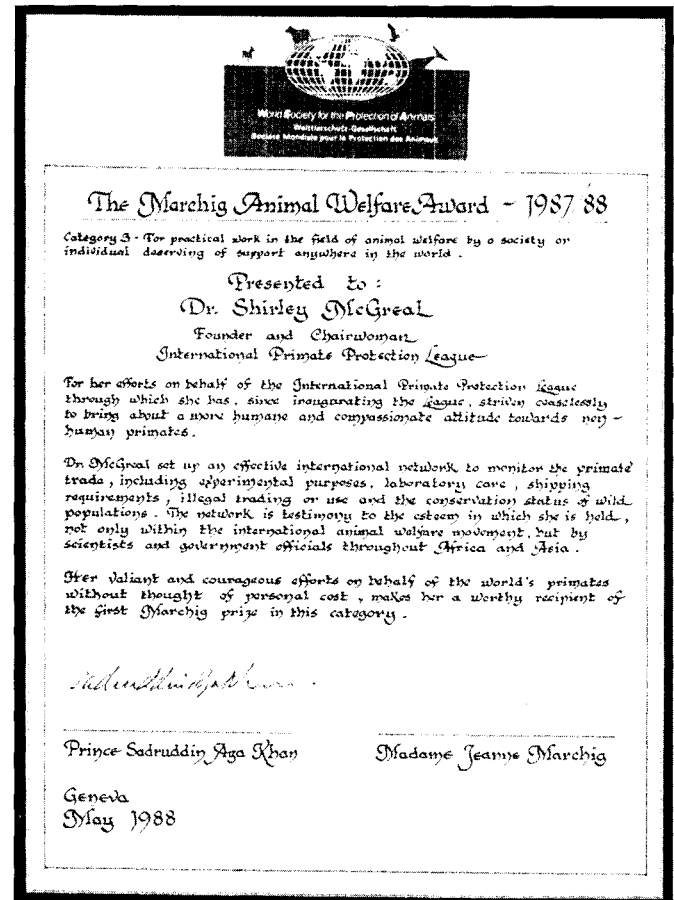 World Society for the Protection of Animals
Welttierschutz-Gesellschaft
Société Mondiale pour la Protection des Animaux
The Marchig Animal Welfare Award - 1987/88
Category B - For practical work in the field of animal welfare by a society or
individual deserving of support anywhere in the world.
Presented to :
Dr. Shirley McGreal
Founder and Chairwoman
International Primate Protection League
For her efforts on behalf of the International Primate Protection League
through which she has, since inaugurating the League, striven ceaselessly
to bring about a more humane and compassionate attitude towards non-
human primates.
Dr. McGreal set up an effective international network to monitor the primate
trade, including experimental purposes, laboratory care, shipping
requirements, illegal trading or use and the conservation status of wild
populations. The network is testimony to the esteem in which she is held,
not only within the international animal welfare movement, but by
scientists and government officials throughout Africa and Asia.
Her valiant and courageous efforts on behalf of the world's primates
without thought of personal cost, makes her a worthy recipient of
the first Marchig prize in this category.
Prince Sadruddin Aga Khan
Madame Jeanne Marchig
Geneva
May 1988